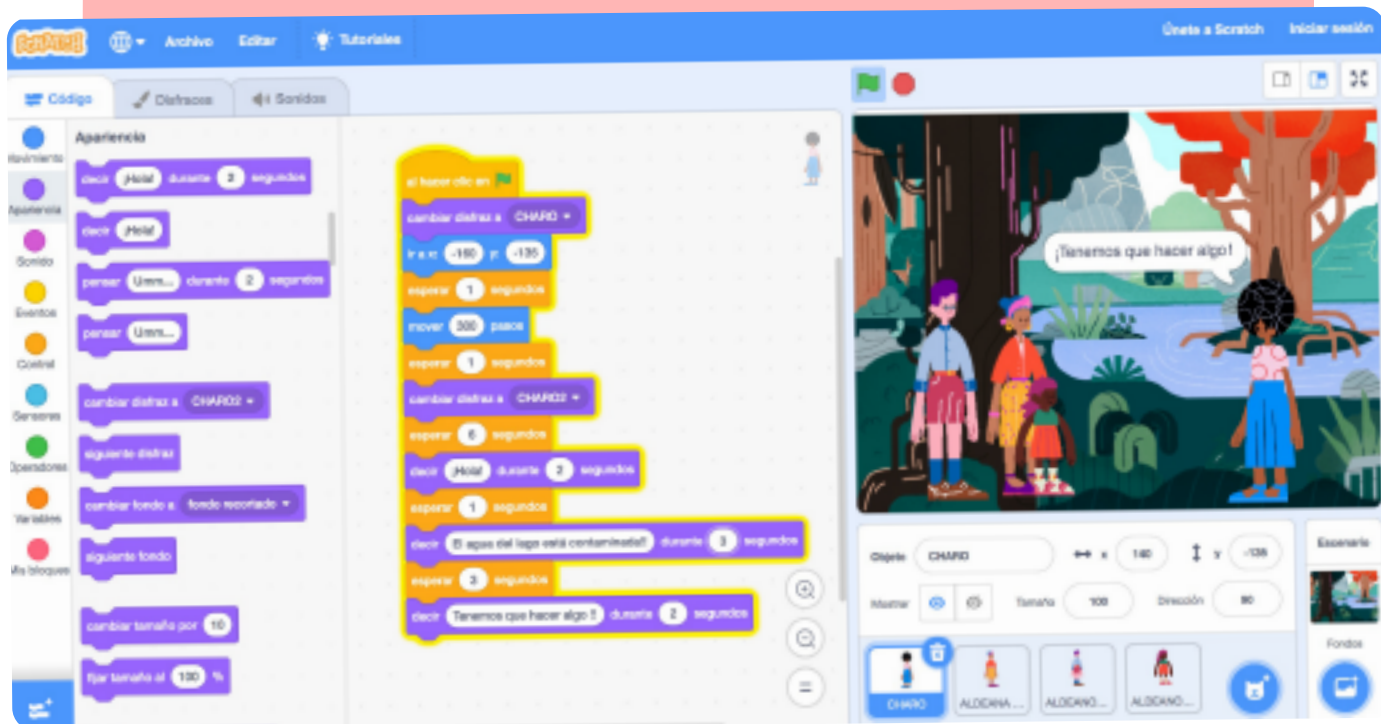 SCRATCH
Archivo
Editar
Tutoriales
Únete a Scratch
Iniciar sesión
Código
Disfraces
Sonidos
Movimiento
Apariencia
Sonido
Eventos
Control
Sensores
Operadores
Variables
Mis bloques
Apariencia
decir ¡Hola! durante 2 segundos
decir ¡Hola!
pensar Umm... durante 2 segundos
pensar Umm...
cambiar disfraz a CHARO2
siguiente disfraz
cambiar fondo a fondo recortado
siguiente fondo
cambiar tamaño por 10
fijar tamaño al 100 %
al hacer clic en
cambiar disfraz a CHARO
ir a x: -160 y: -135
esperar 1 segundos
mover 300 pasos
esperar 1 segundos
cambiar disfraz a CHARO2
esperar 6 segundos
decir ¡Hola! durante 2 segundos
esperar 1 segundos
decir El agua del lago está contaminada!! durante 3 segundos
esperar 3 segundos
decir Tenemos que hacer algo !! durante 2 segundos
¡Tenemos que hacer algo!
Objeto CHARO x 140 y -135
Mostrar Tamaño 100 Dirección 90
CHARO
ALDEANA ...
ALDEANO...
ALDEANO...
Escenario
Fondos